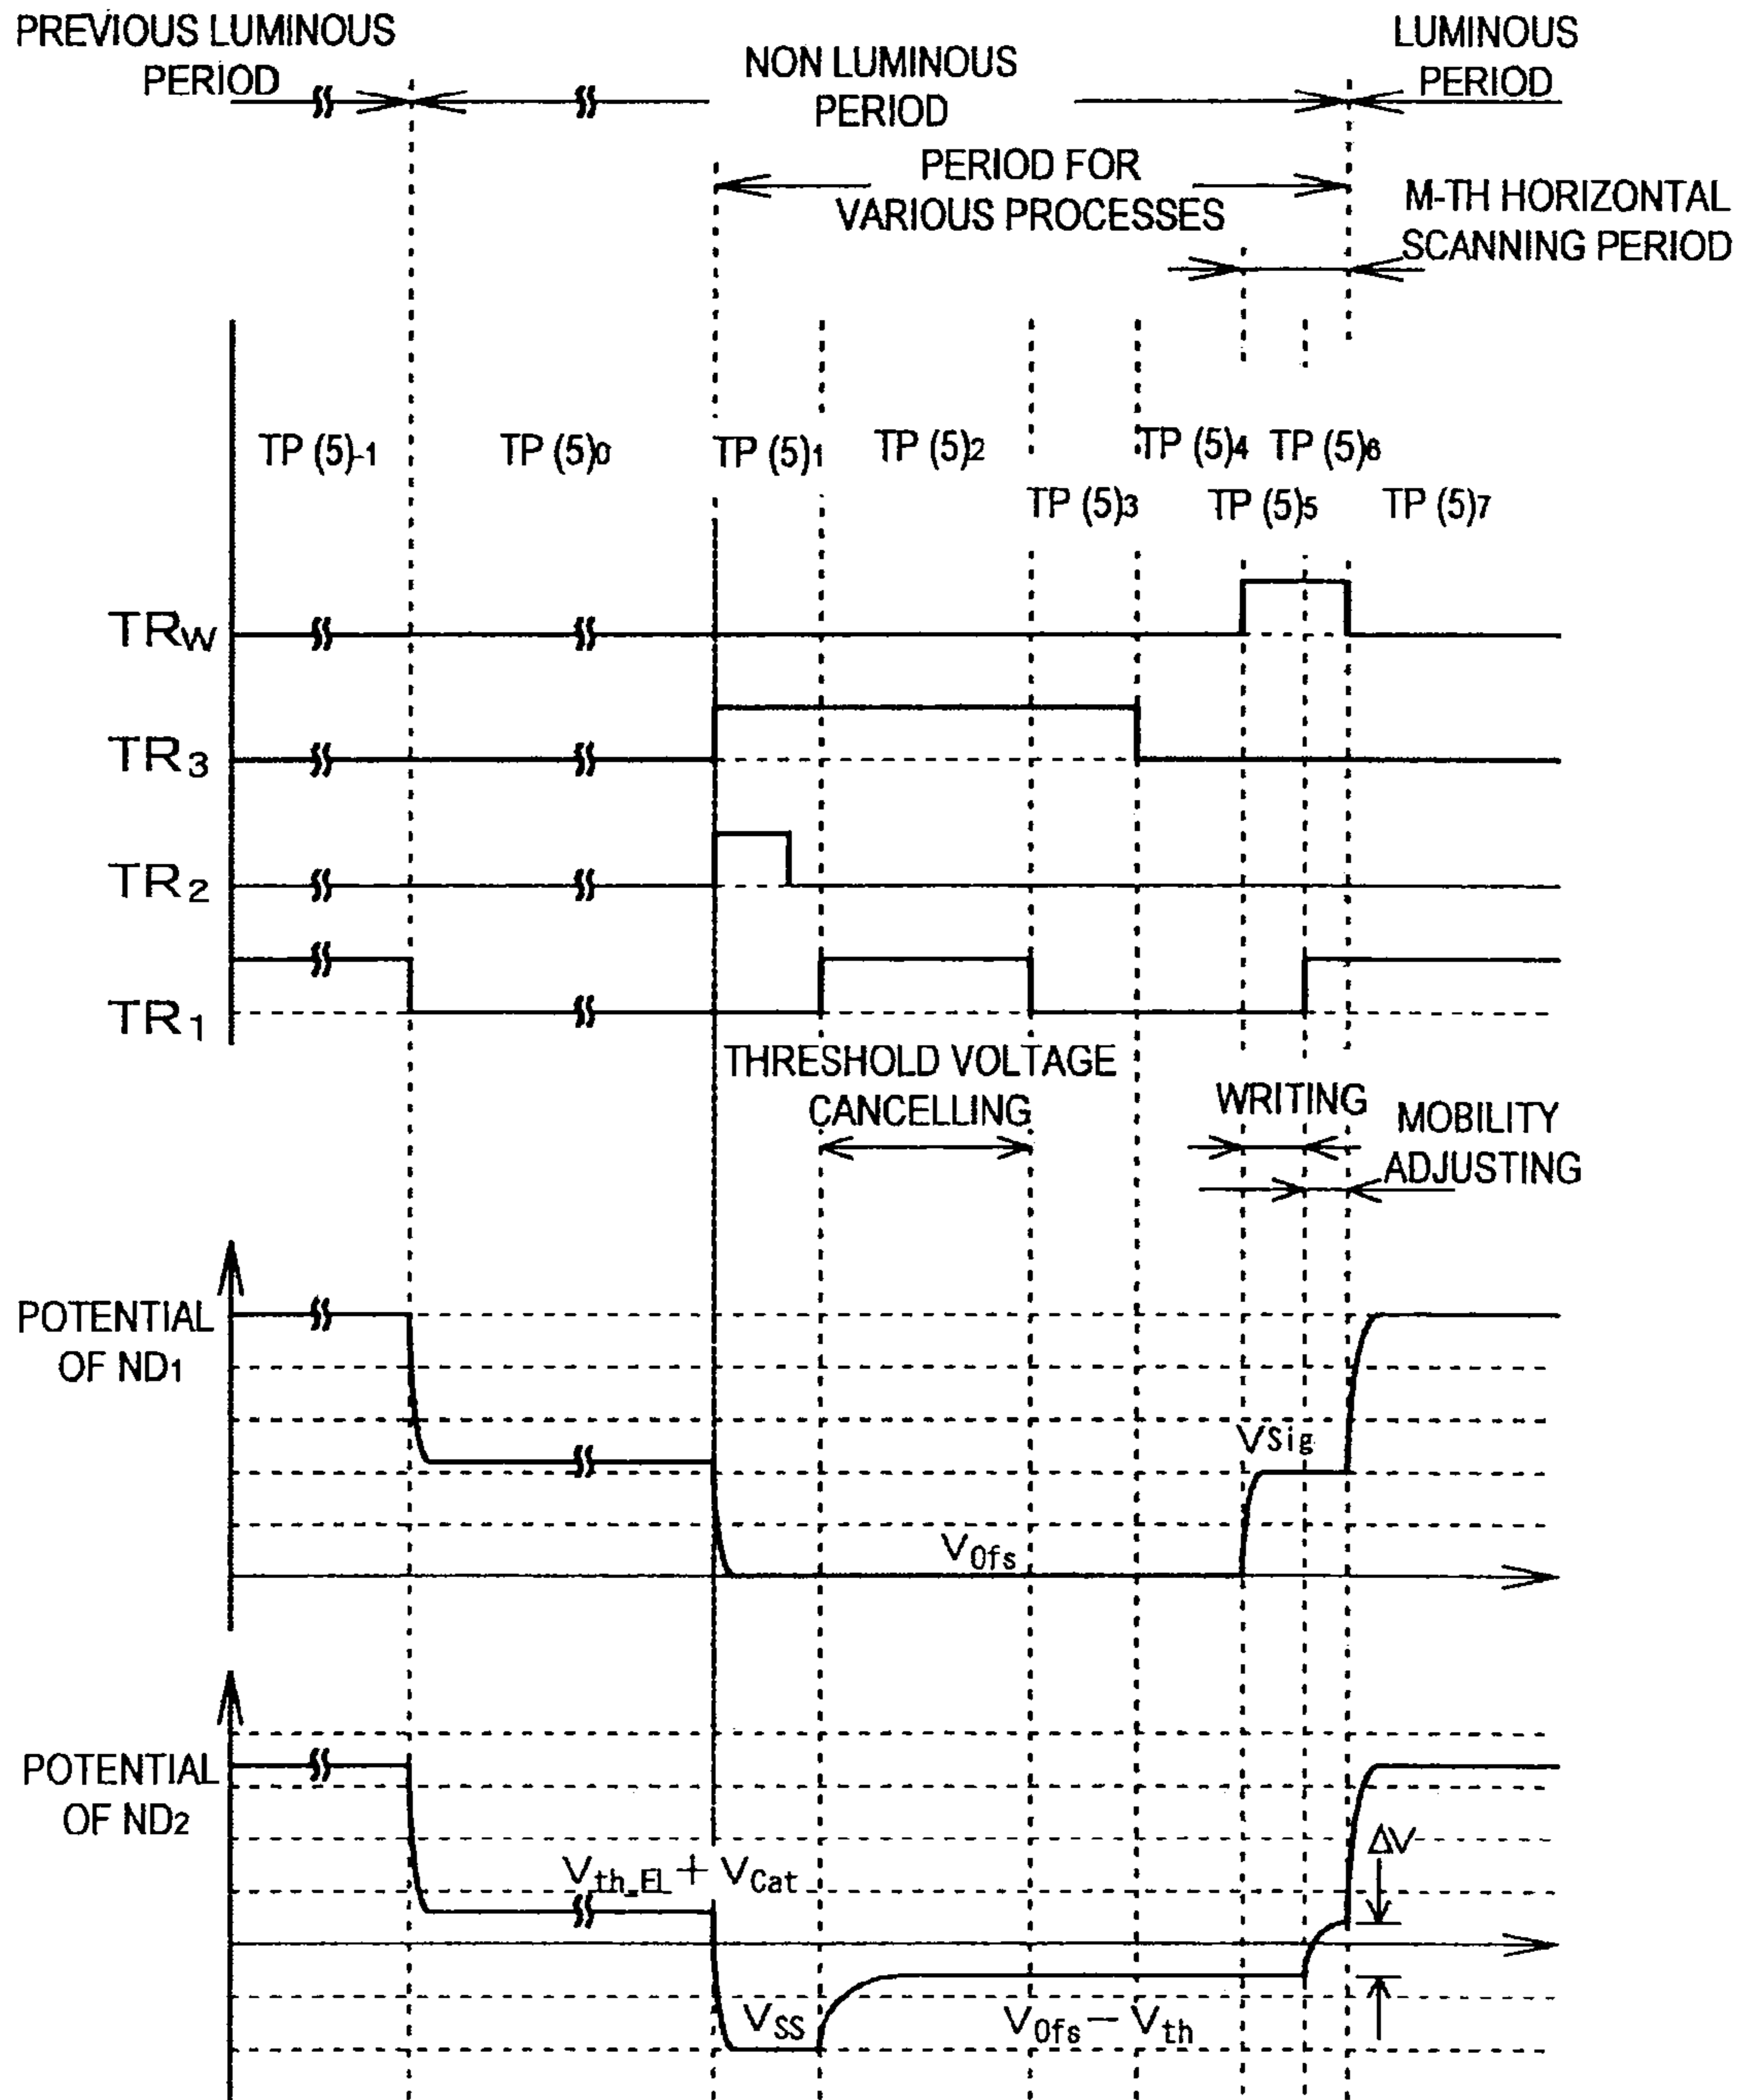 PREVIOUS LUMINOUS
PERIOD
NON LUMINOUS
PERIOD
LUMINOUS
PERIOD
PERIOD FOR
VARIOUS PROCESSES
M-TH HORIZONTAL
SCANNING PERIOD
TP (5)-1
TP (5)0
TP (5)1
TP (5)2
TP (5)3
TP (5)4
TP (5)5
TP (5)6
TP (5)7
TRW
TR3
TR2
TR1
THRESHOLD VOLTAGE
CANCELLING
WRITING
MOBILITY
ADJUSTING
POTENTIAL
OF ND1
VSig
VOfs
POTENTIAL
OF ND2
Vth_EL + VCat
ΔV
VSS
VOfs − Vth